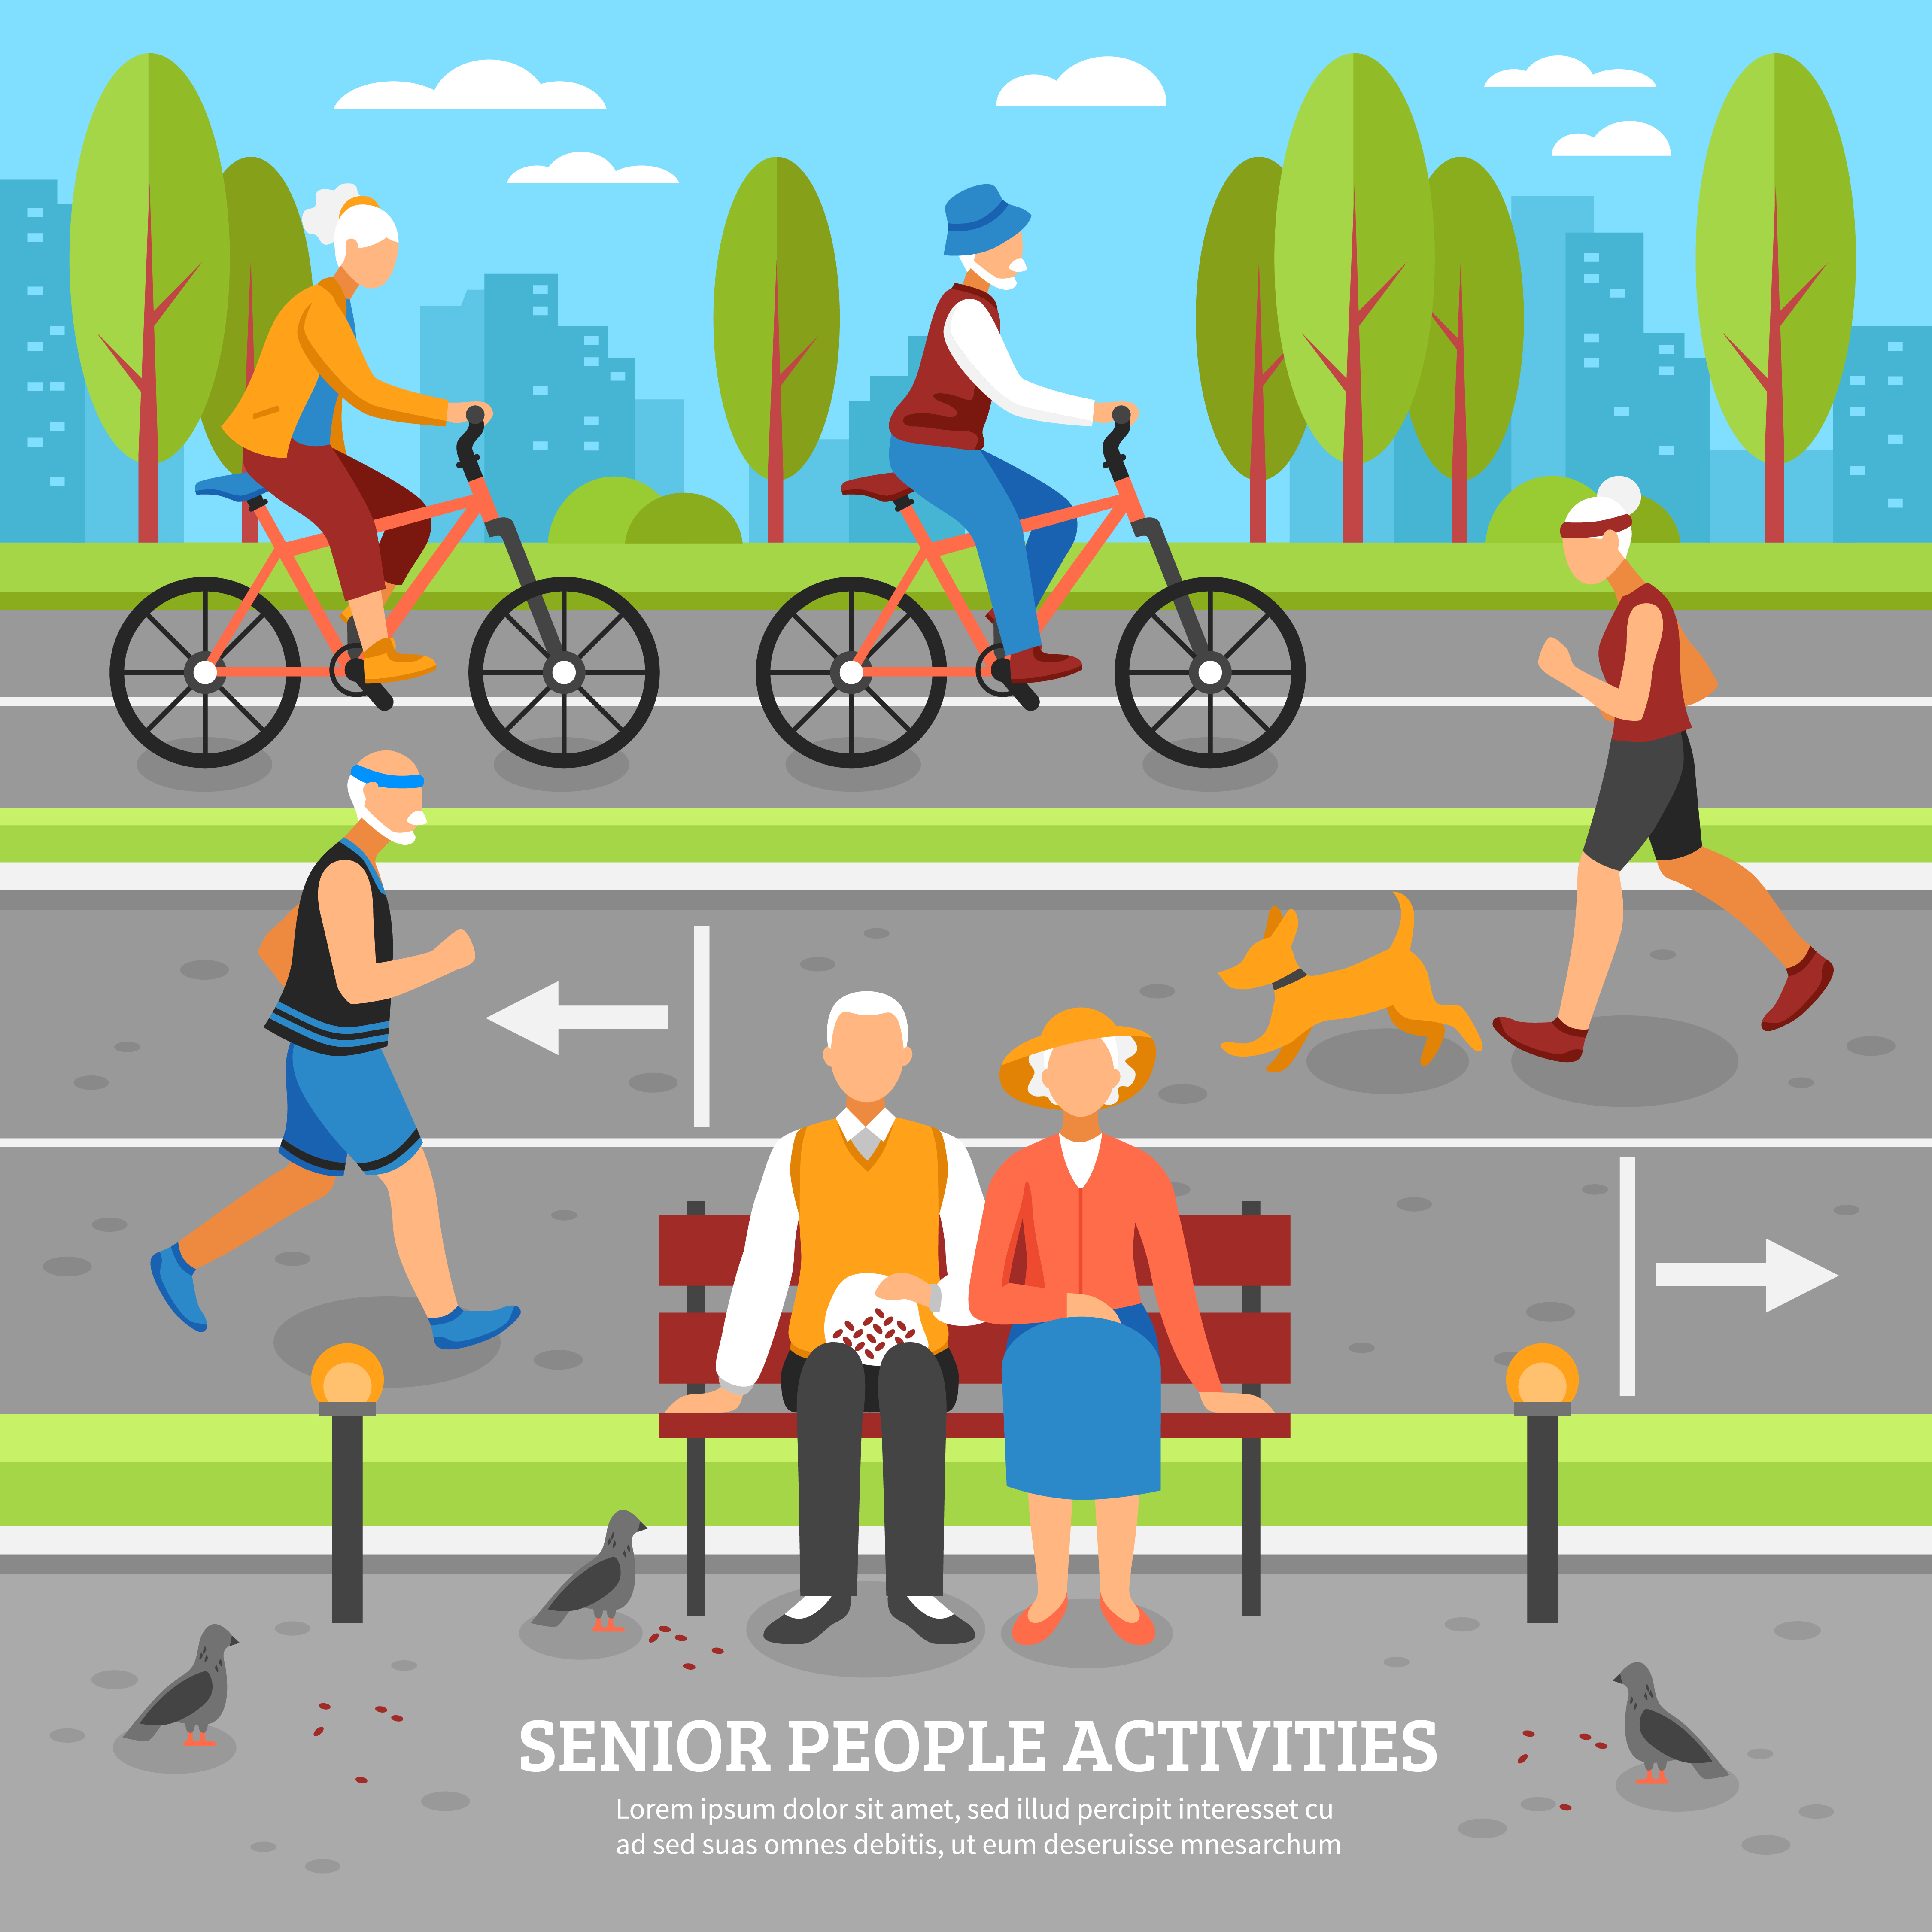 SENIOR PEOPLE ACTIVITIES
Lorem ipsum dolor sit amet, sed illud percipit interesset cu
ad sed suas omnes debitis, ut eum deseruisse mnesarchum